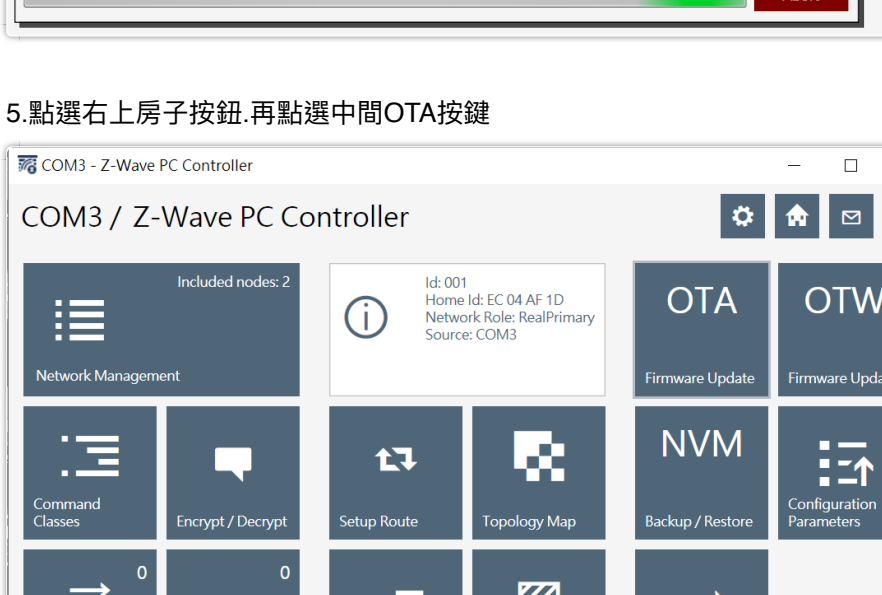 5.點選右上房子按鈕.再點選中間OTA按鍵
COM3 - Z-Wave PC Controller
COM3 / Z-Wave PC Controller
Included nodes: 2
Network Management
Id: 001
Home Id: EC 04 AF 1D
Network Role: RealPrimary
Source: COM3
OTA
Firmware Update
OTW
Firmware Upda
Command
Classes
Encrypt / Decrypt
Setup Route
Topology Map
NVM
Backup / Restore
Configuration
Parameters
0
0